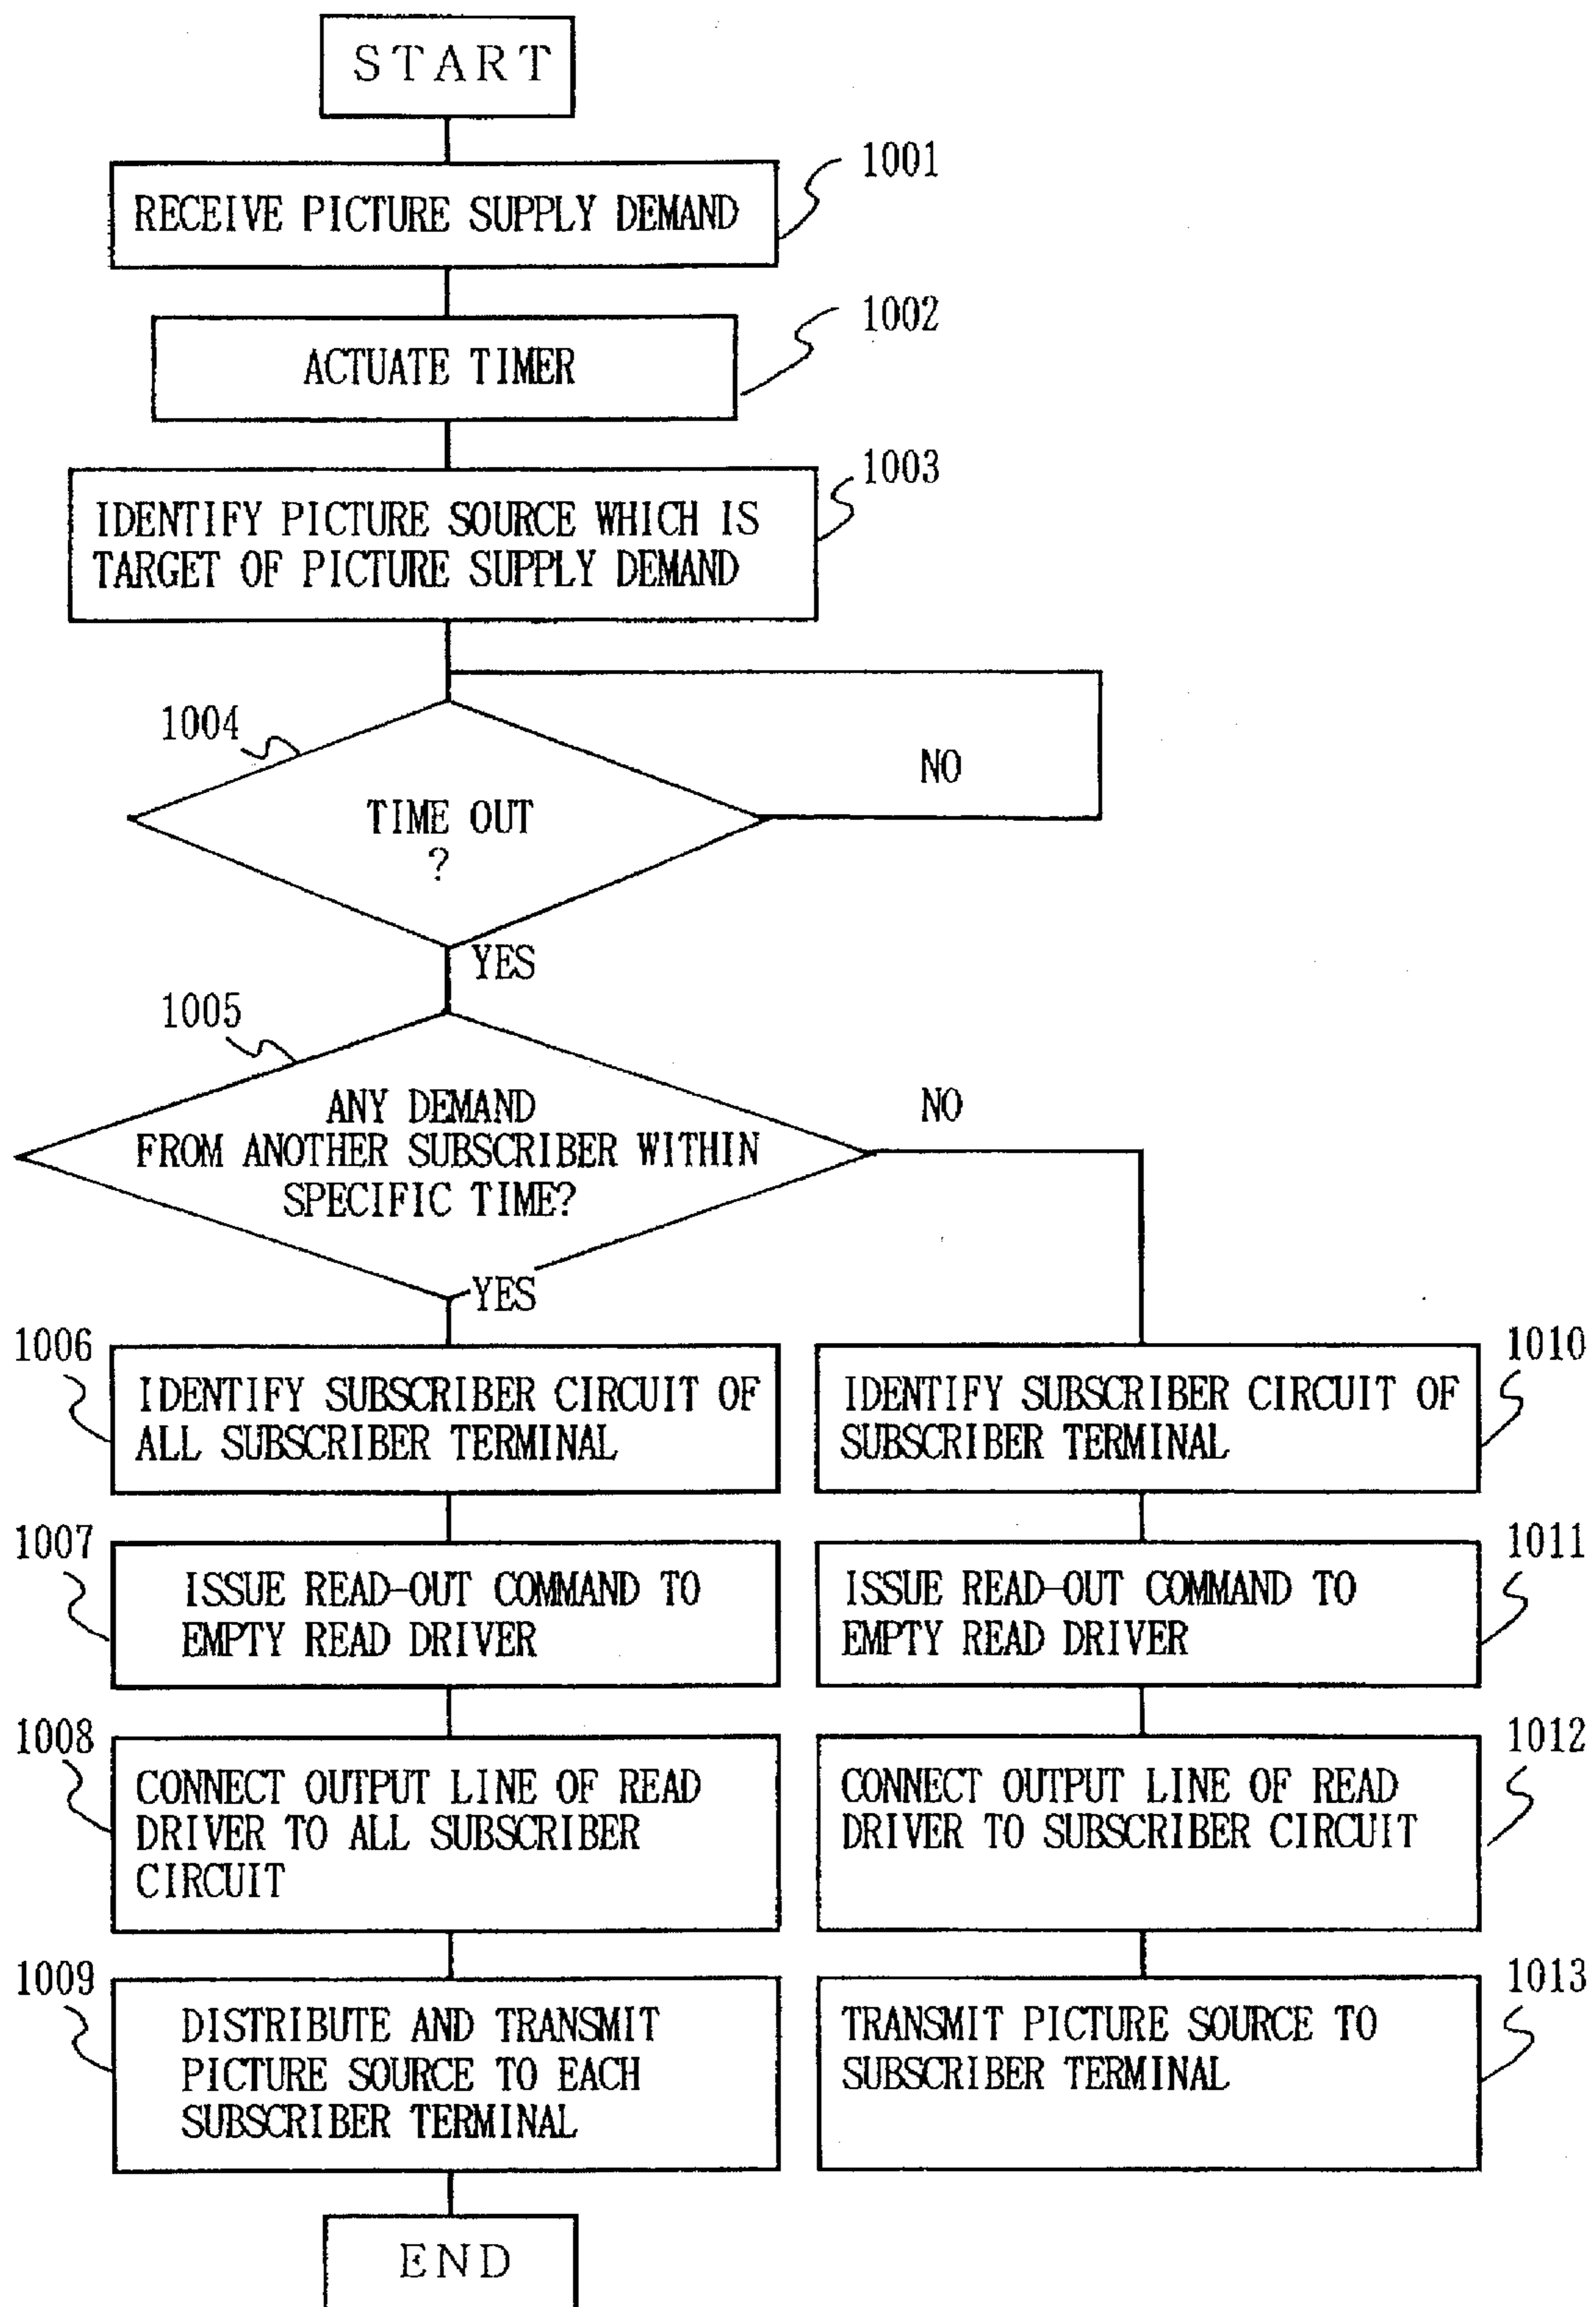 START
1001
RECEIVE PICTURE SUPPLY DEMAND
1002
ACTUATE TIMER
1003
IDENTIFY PICTURE SOURCE WHICH IS
TARGET OF PICTURE SUPPLY DEMAND
1004
NO
TIME OUT
?
YES
1005
NO
ANY DEMAND
FROM ANOTHER SUBSCRIBER WITHIN
SPECIFIC TIME?
YES
1006
IDENTIFY SUBSCRIBER CIRCUIT OF
ALL SUBSCRIBER TERMINAL
1010
IDENTIFY SUBSCRIBER CIRCUIT OF
SUBSCRIBER TERMINAL
1007
ISSUE READ-OUT COMMAND TO
EMPTY READ DRIVER
1011
ISSUE READ-OUT COMMAND TO
EMPTY READ DRIVER
1008
CONNECT OUTPUT LINE OF READ
DRIVER TO ALL SUBSCRIBER
CIRCUIT
1012
CONNECT OUTPUT LINE OF READ
DRIVER TO SUBSCRIBER CIRCUIT
1009
DISTRIBUTE AND TRANSMIT
PICTURE SOURCE TO EACH
SUBSCRIBER TERMINAL
1013
TRANSMIT PICTURE SOURCE TO
SUBSCRIBER TERMINAL
END